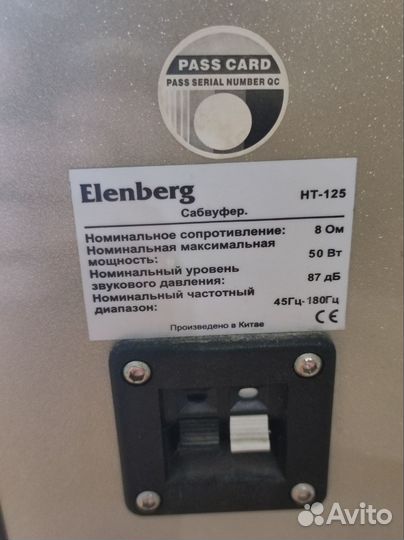 PASS CARD
PASS SERIAL NUMBER QC
Elenberg HT-125
Сабвуфер.
Номинальное сопротивление: 8 Ом
Номинальная максимальная
мощность: 50 Вт
Номинальный уровень
звукового давления: 87 дБ
Номинальный частотный
диапазон: 45Гц-180Гц
Произведено в Китае CE
Avito